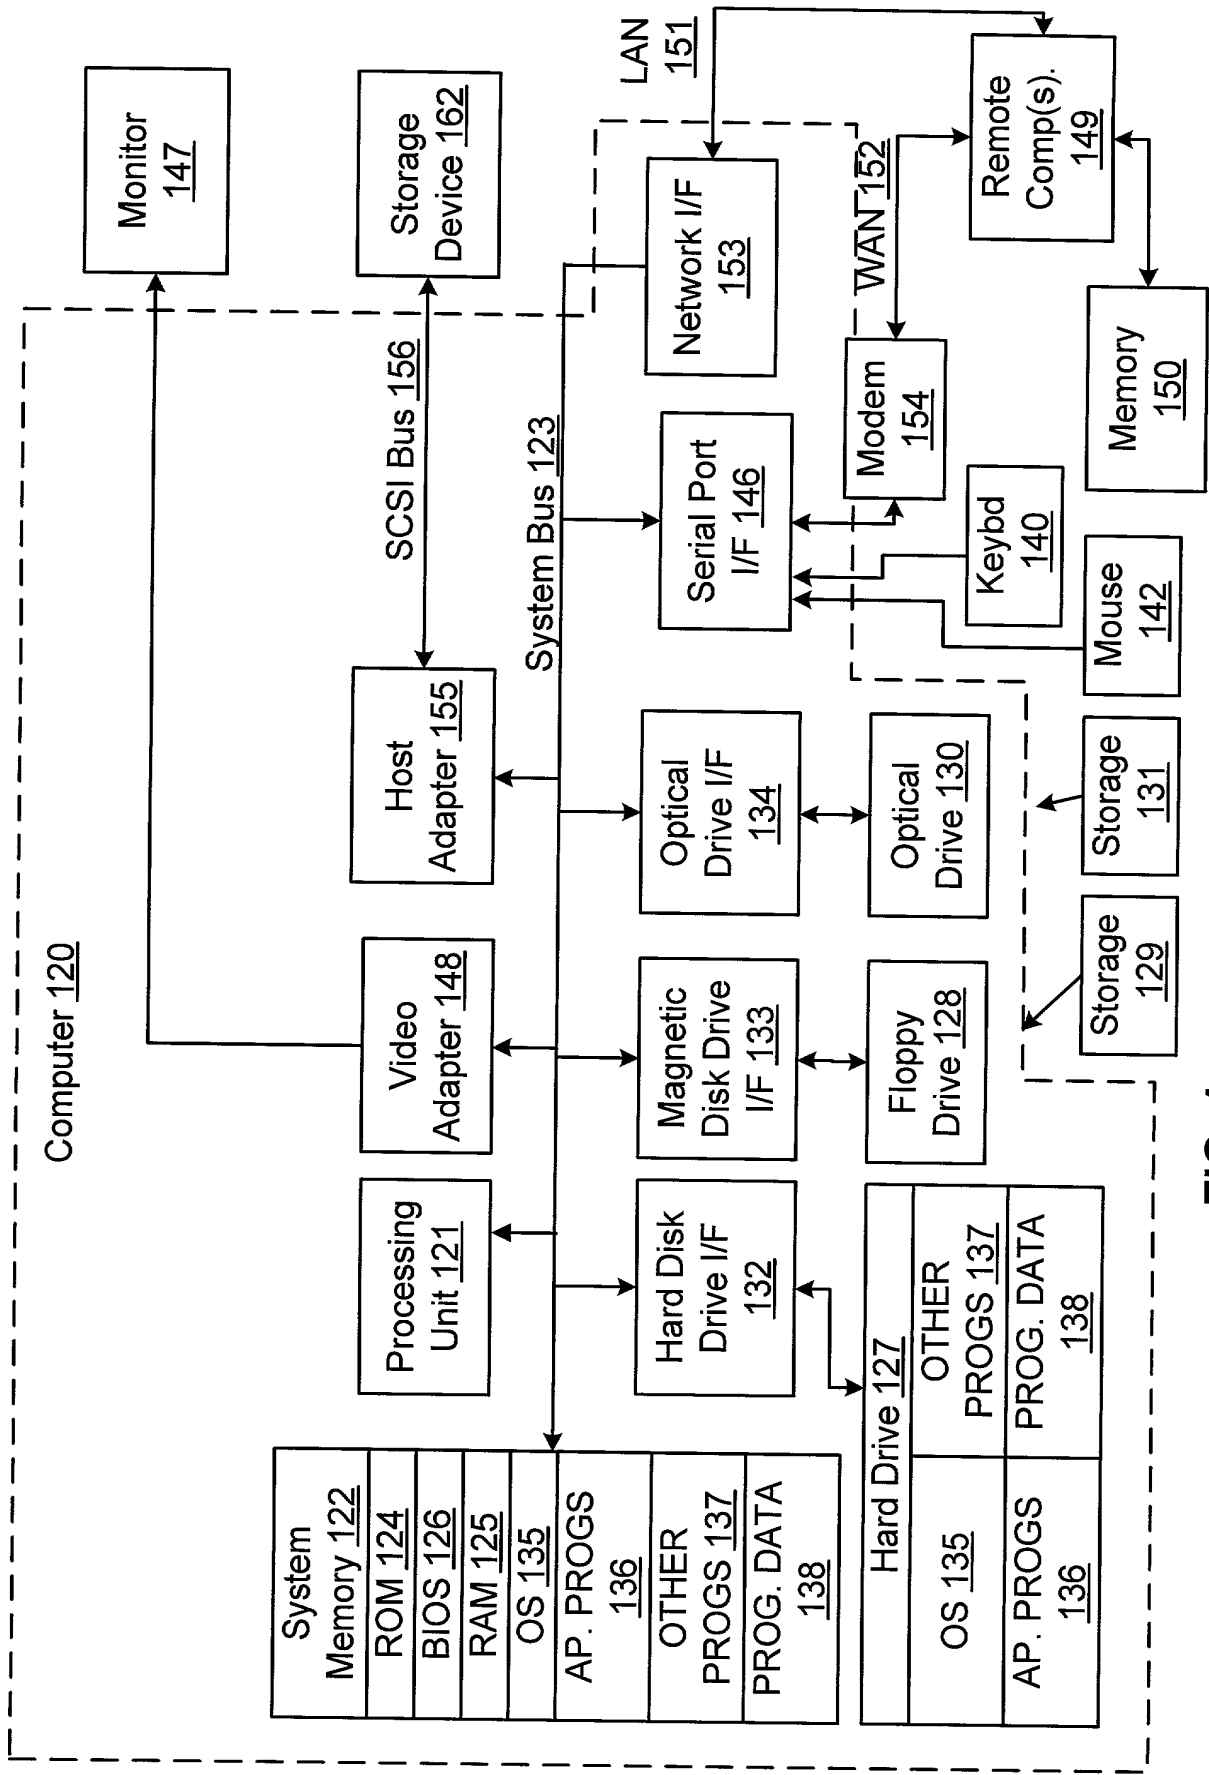 Computer 120
Monitor
147
Storage
Device 162
SCSI Bus 156
LAN
151
Video
Adapter 148
Host
Adapter 155
Processing
Unit 121
System Bus 123
System
Memory 122
ROM 124
BIOS 126
RAM 125
OS 135
AP. PROGS
136
OTHER
PROGS 137
PROG. DATA
138
Hard Disk
Drive I/F
132
Magnetic
Disk Drive
I/F 133
Optical
Drive I/F
134
Serial Port
I/F 146
Network I/F
153
WAN 152
Remote
Comp(s).
149
Hard Drive 127
OS 135
OTHER
PROGS 137
AP. PROGS
136
PROG. DATA
138
Floppy
Drive 128
Optical
Drive 130
Modem
154
Keybd
140
Mouse
142
Memory
150
Storage
129
Storage
131